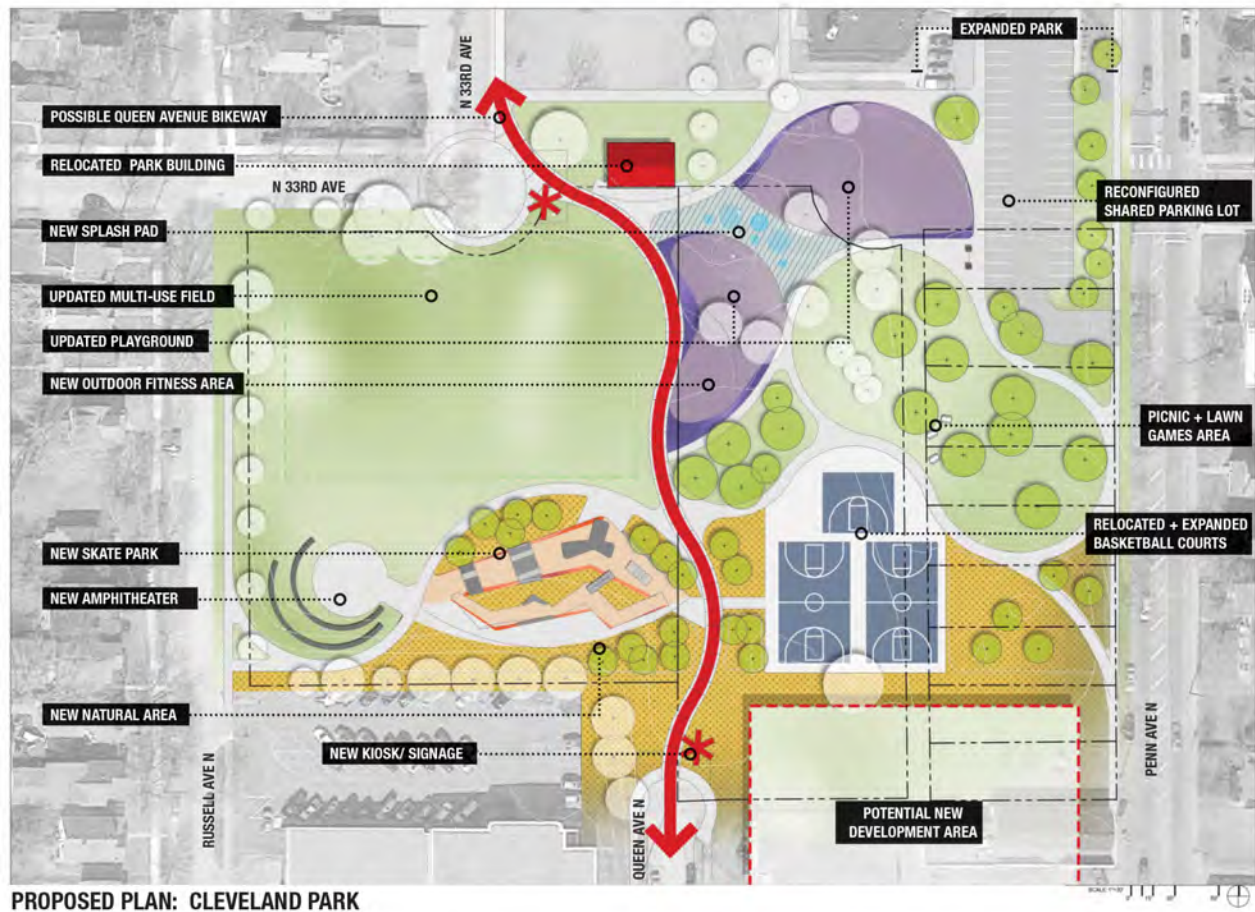 EXPANDED PARK
N 33RD AVE
POSSIBLE QUEEN AVENUE BIKEWAY
RELOCATED PARK BUILDING
N 33RD AVE
RECONFIGURED
SHARED PARKING LOT
NEW SPLASH PAD
UPDATED MULTI-USE FIELD
UPDATED PLAYGROUND
NEW OUTDOOR FITNESS AREA
PICNIC + LAWN
GAMES AREA
RELOCATED + EXPANDED
BASKETBALL COURTS
NEW SKATE PARK
NEW AMPHITHEATER
NEW NATURAL AREA
NEW KIOSK/ SIGNAGE
RUSSELL AVE N
QUEEN AVE N
PENN AVE N
POTENTIAL NEW
DEVELOPMENT AREA
PROPOSED PLAN: CLEVELAND PARK